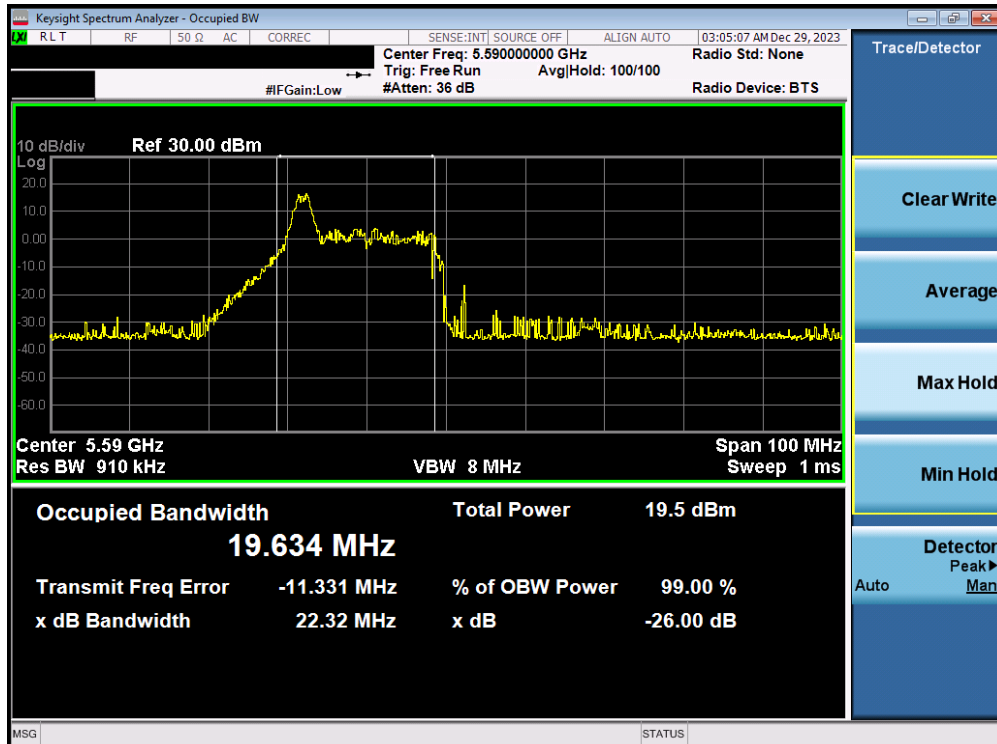 Keysight Spectrum Analyzer - Occupied BW
LXI R L T RF 50 Ω AC CORREC SENSE:INT SOURCE OFF ALIGN AUTO 03:05:07 AM Dec 29, 2023
Center Freq: 5.590000000 GHz Radio Std: None
Trig: Free Run Avg|Hold: 100/100
#IFGain:Low #Atten: 36 dB Radio Device: BTS
Trace/Detector
10 dB/div Ref 30.00 dBm
Log
20.0
10.0
0.00
-10.0
-20.0
-30.0
-40.0
-50.0
-60.0
Center 5.59 GHz Span 100 MHz
Res BW 910 kHz VBW 8 MHz Sweep 1 ms
Clear Write
Average
Max Hold
Min Hold
Detector
Peak▶
Auto Man
Occupied Bandwidth Total Power 19.5 dBm
19.634 MHz
Transmit Freq Error -11.331 MHz % of OBW Power 99.00 %
x dB Bandwidth 22.32 MHz x dB -26.00 dB
MSG STATUS